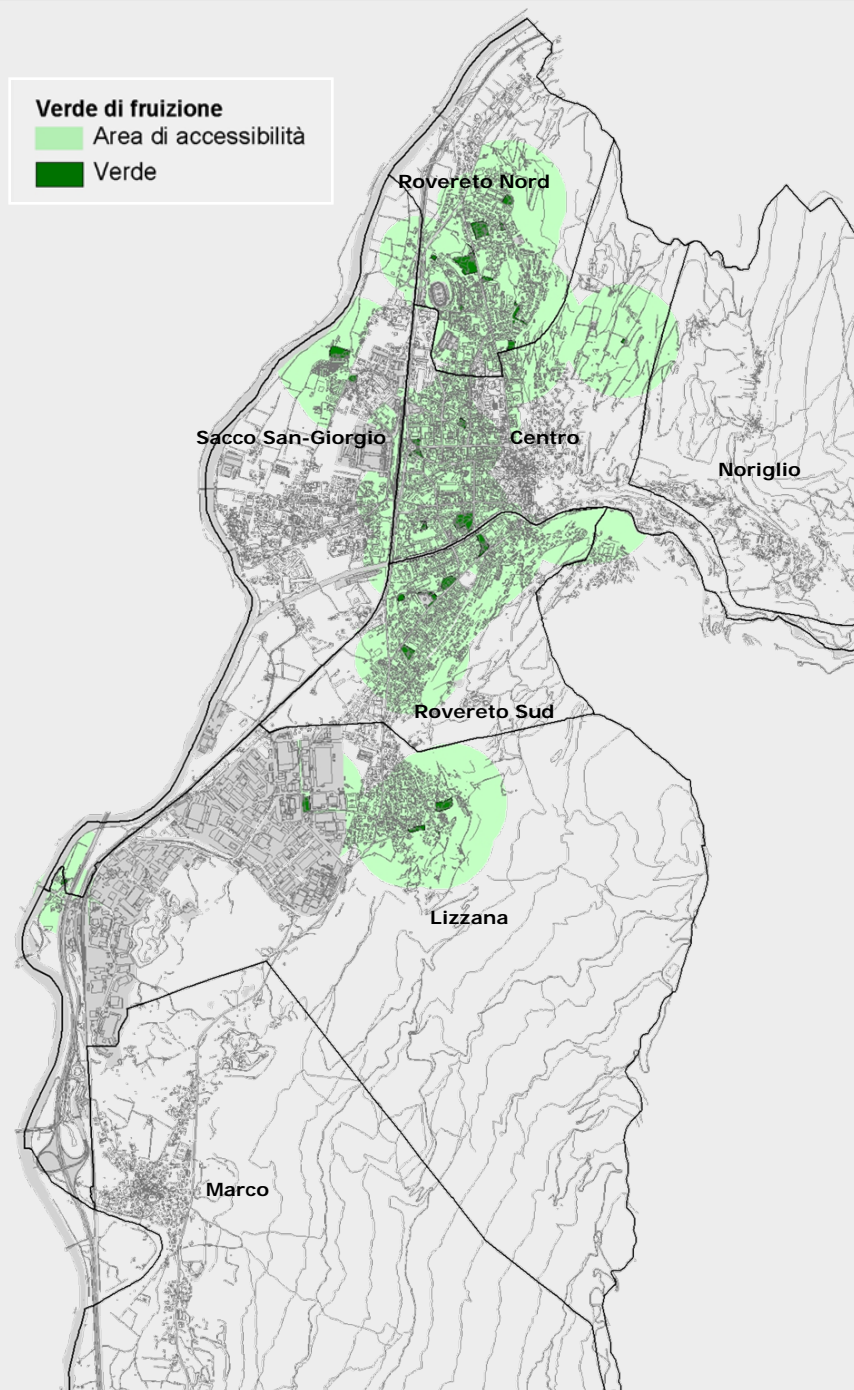 Verde di fruizione
Area di accessibilità
Verde
Rovereto Nord
Sacco San-Giorgio
Centro
Noriglio
Rovereto Sud
Lizzana
Marco